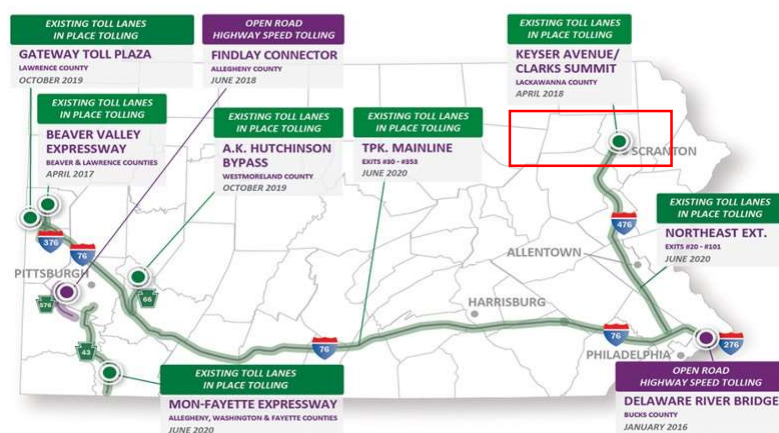 EXISTING TOLL LANES
IN PLACE TOLLING
GATEWAY TOLL PLAZA
LAWRENCE COUNTY
OCTOBER 2019
OPEN ROAD
HIGHWAY SPEED TOLLING
FINDLAY CONNECTOR
ALLEGHENY COUNTY
JUNE 2018
EXISTING TOLL LANES
IN PLACE TOLLING
KEYSER AVENUE/
CLARKS SUMMIT
LACKAWANNA COUNTY
APRIL 2018
EXISTING TOLL LANES
IN PLACE TOLLING
BEAVER VALLEY
EXPRESSWAY
BEAVER & LAWRENCE COUNTIES
APRIL 2017
EXISTING TOLL LANES
IN PLACE TOLLING
A.K. HUTCHINSON
BYPASS
WESTMORELAND COUNTY
OCTOBER 2019
EXISTING TOLL LANES
IN PLACE TOLLING
TPK. MAINLINE
EXITS #30 - #353
JUNE 2020
SCRANTON
EXISTING TOLL LANES
IN PLACE TOLLING
NORTHEAST EXT.
EXITS #20 - #101
JUNE 2020
476
376
76
ALLENTOWN
PITTSBURGH
576
66
HARRISBURG
43
76
76
276
PHILADELPHIA
EXISTING TOLL LANES
IN PLACE TOLLING
MON-FAYETTE EXPRESSWAY
ALLEGHENY, WASHINGTON & FAYETTE COUNTIES
JUNE 2020
OPEN ROAD
HIGHWAY SPEED TOLLING
DELAWARE RIVER BRIDGE
BUCKS COUNTY
JANUARY 2016